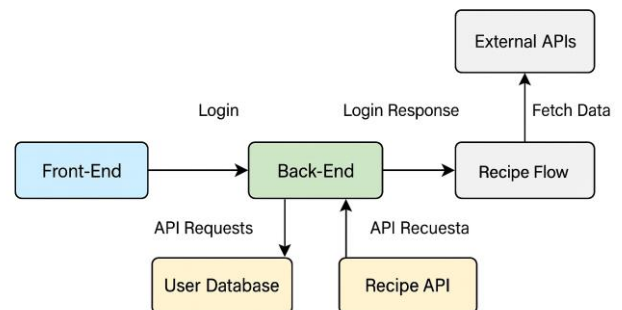 External APIs
Login
Login Response
Fetch Data
Front-End
Back-End
Recipe Flow
API Requests
API Recuesta
User Database
Recipe API